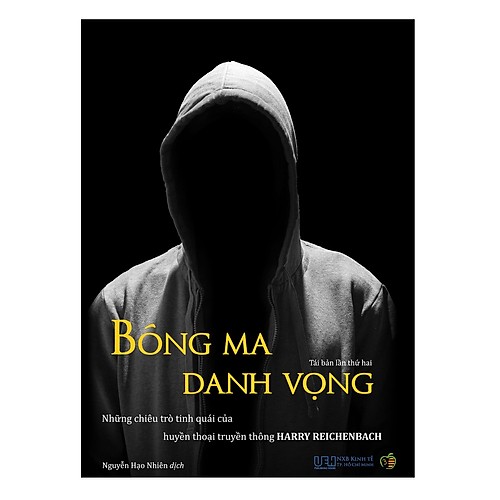 BÓNG MA
Tái bản lần thứ hai
DANH VỌNG
Những chiêu trò tinh quái của
huyền thoại truyền thông HARRY REICHENBACH
Nguyễn Hạo Nhiên dịch
UEH NXB KINH TẾ
TP. HỒ CHÍ MINH